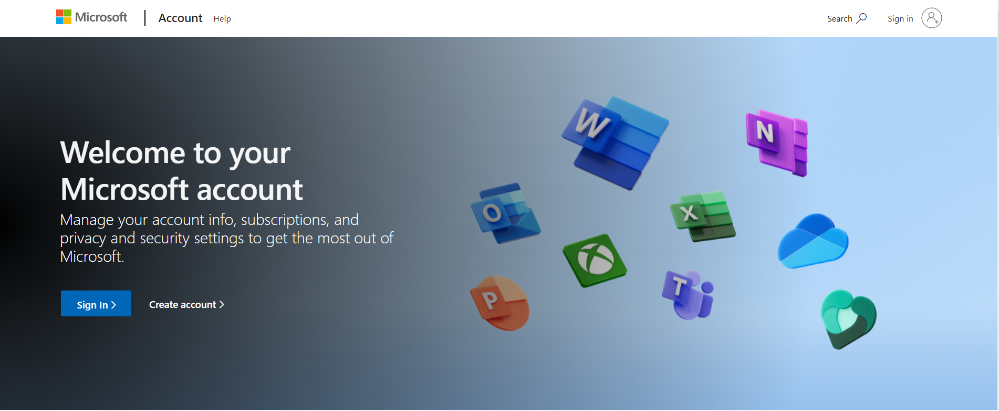 Microsoft
Account
Help
Search
Sign in
Welcome to your
Microsoft account
Manage your account info, subscriptions, and
privacy and security settings to get the most out of
Microsoft.
Sign In
Create account
W
N
O
X
P
T